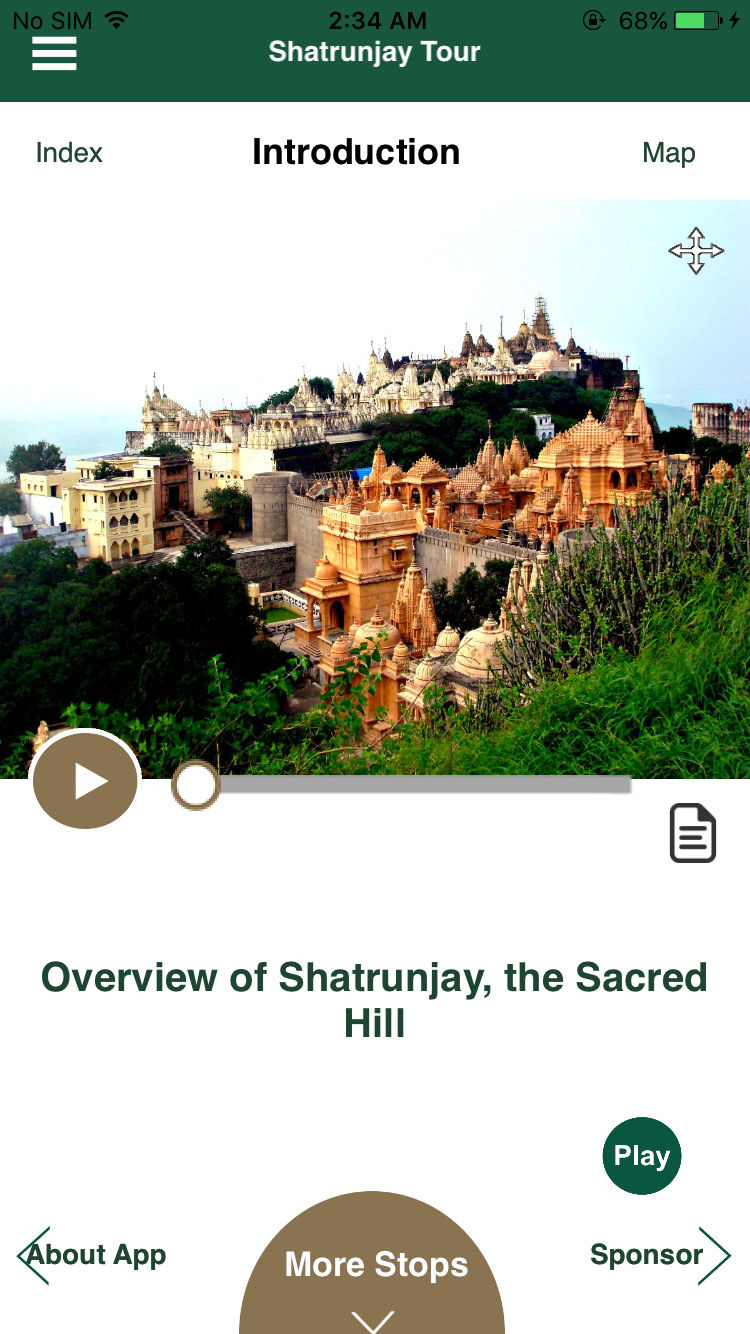 No SIM 2:34 AM 68%
Shatrunjay Tour
Index Introduction Map
Overview of Shatrunjay, the Sacred
Hill
Play
About App More Stops Sponsor